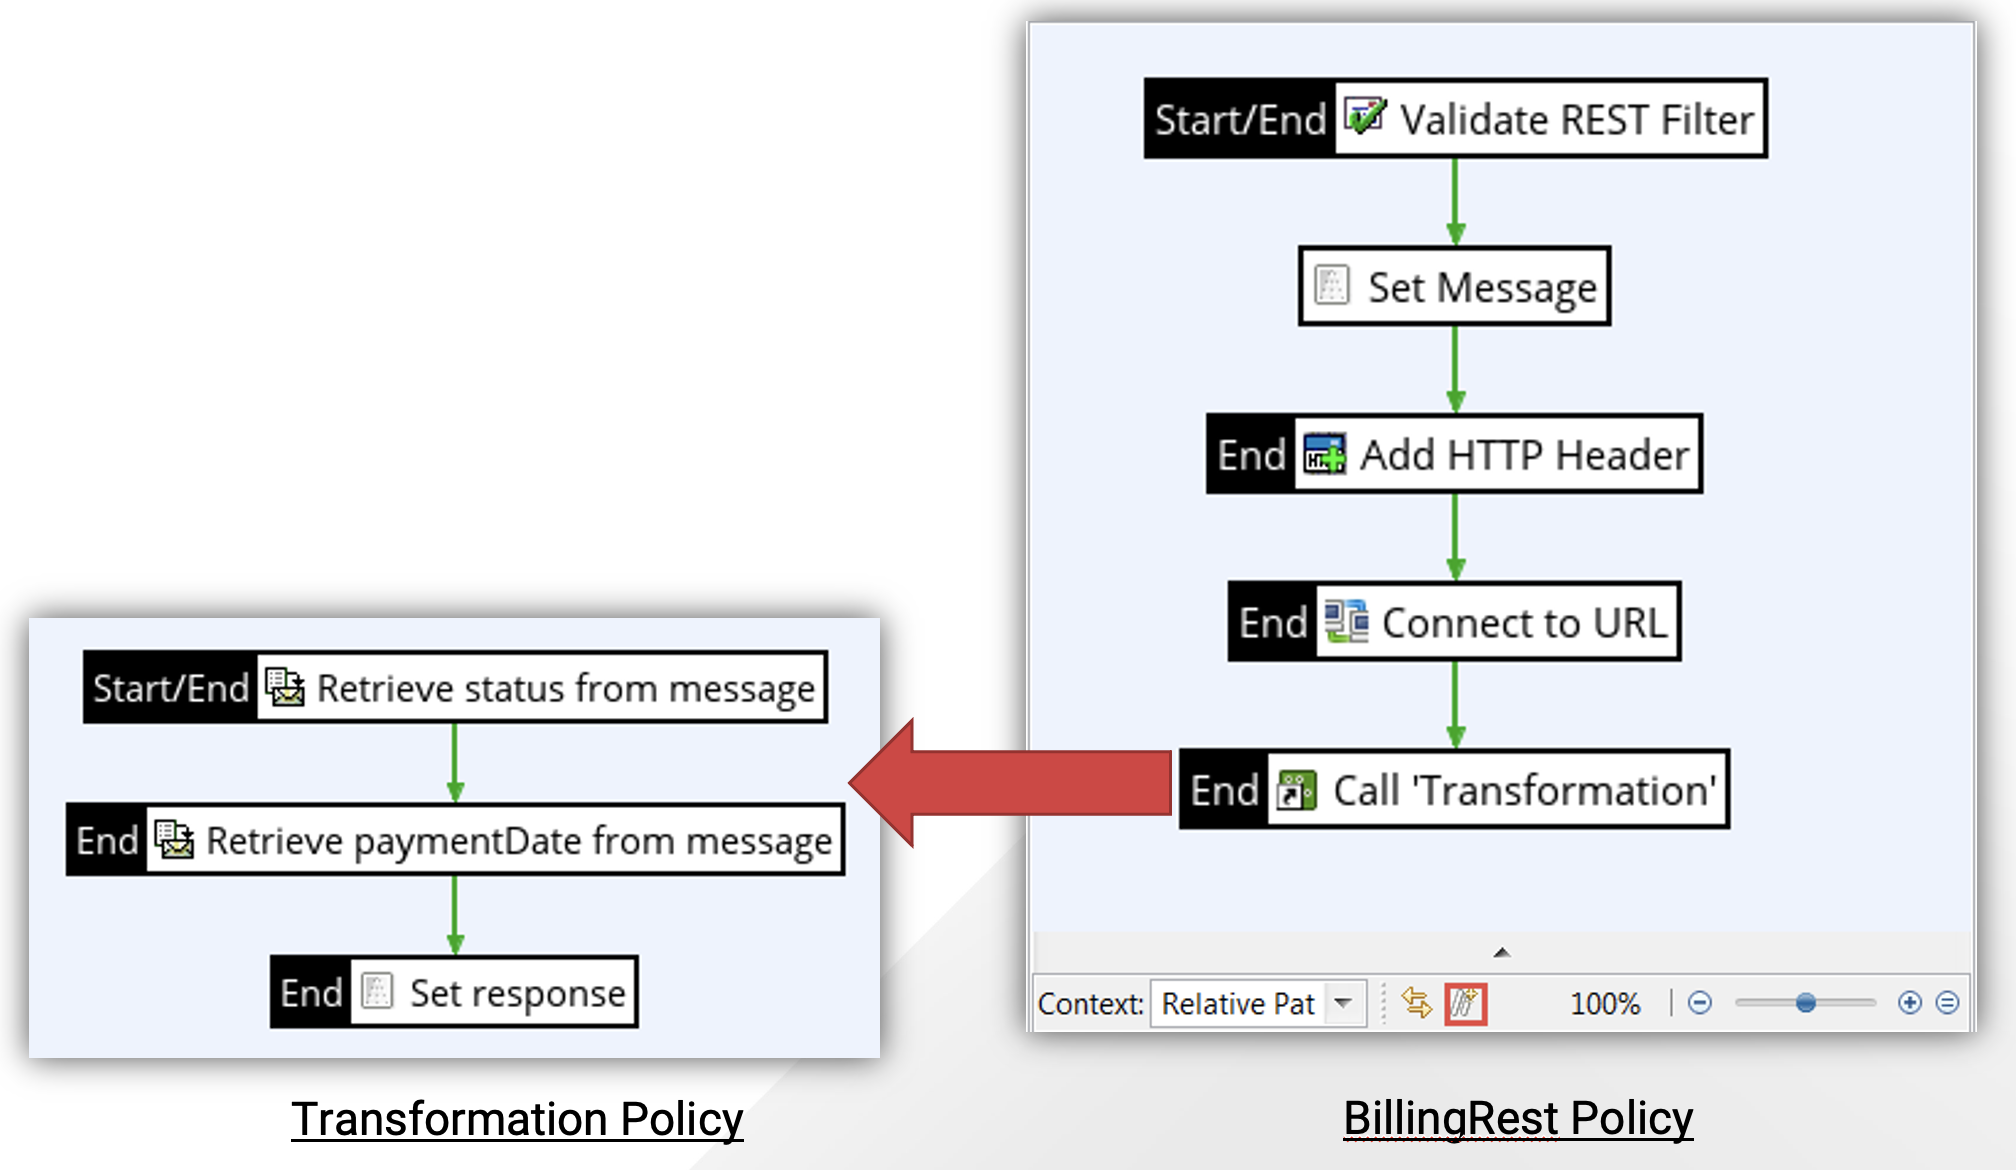 Start/End Validate REST Filter
Set Message
End Add HTTP Header
End Connect to URL
End Call 'Transformation'
Context: Relative Pat 100%
BillingRest Policy
Start/End Retrieve status from message
End Retrieve paymentDate from message
End Set response
Transformation Policy